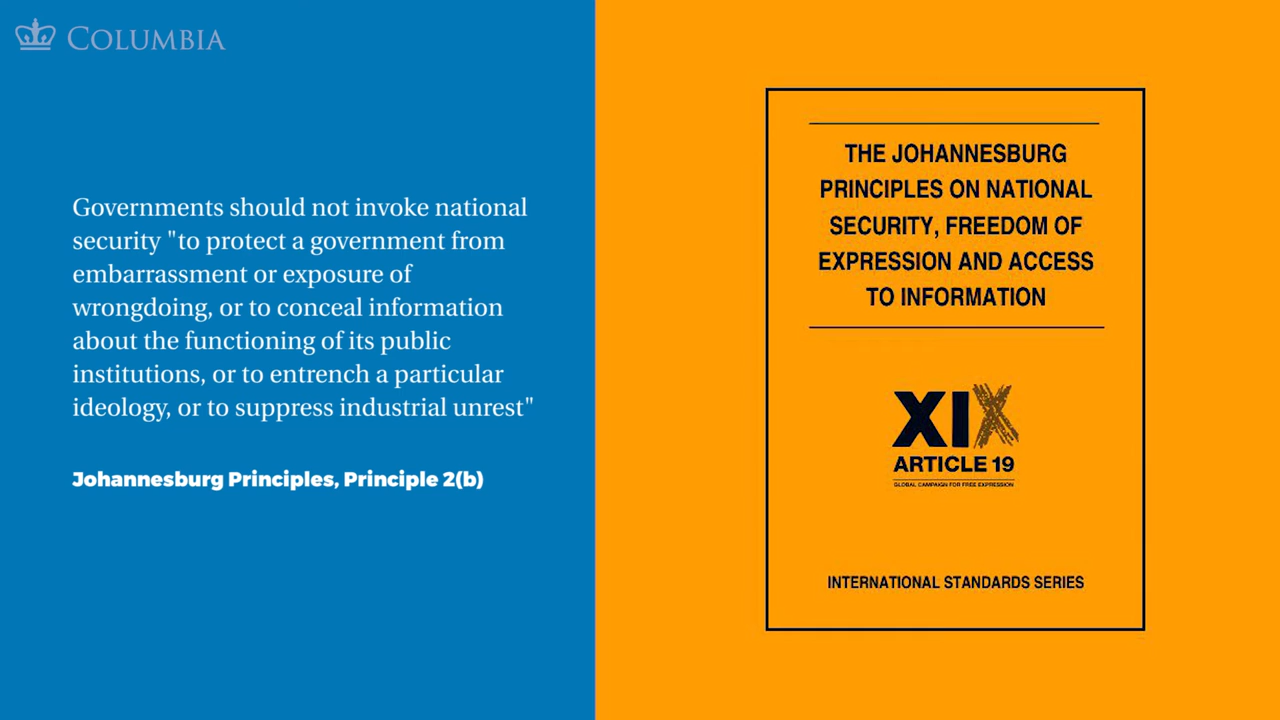 COLUMBIA
Governments should not invoke national
security "to protect a government from
embarrassment or exposure of
wrongdoing, or to conceal information
about the functioning of its public
institutions, or to entrench a particular
ideology, or to suppress industrial unrest"
Johannesburg Principles, Principle 2(b)
THE JOHANNESBURG
PRINCIPLES ON NATIONAL
SECURITY, FREEDOM OF
EXPRESSION AND ACCESS
TO INFORMATION
XIX
ARTICLE 19
GLOBAL CAMPAIGN FOR FREE EXPRESSION
INTERNATIONAL STANDARDS SERIES